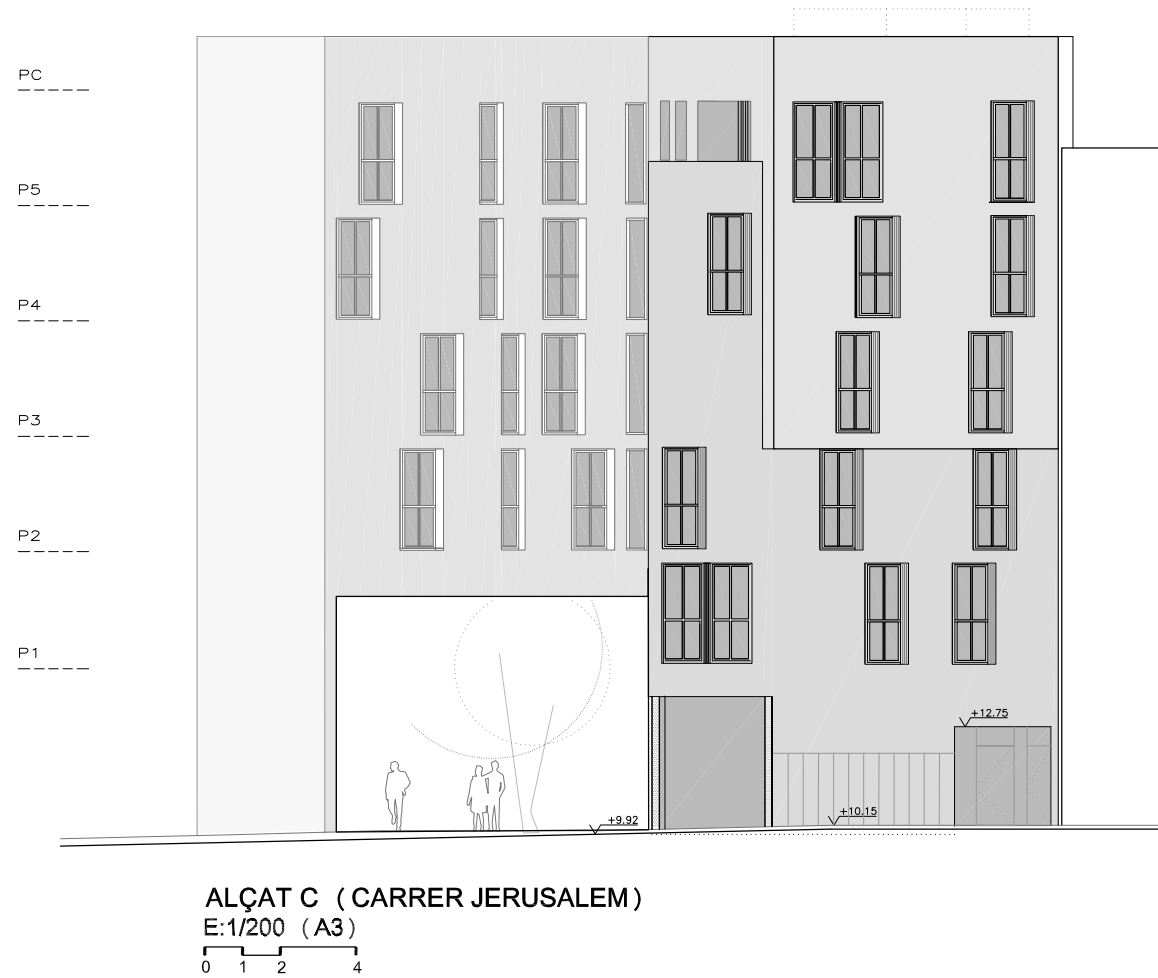 PC
P5
P4
P3
P2
P1
+12.75
+10.15
+9.92
ALÇAT C (CARRER JERUSALEM)
E:1/200 (A3)
0 1 2 4